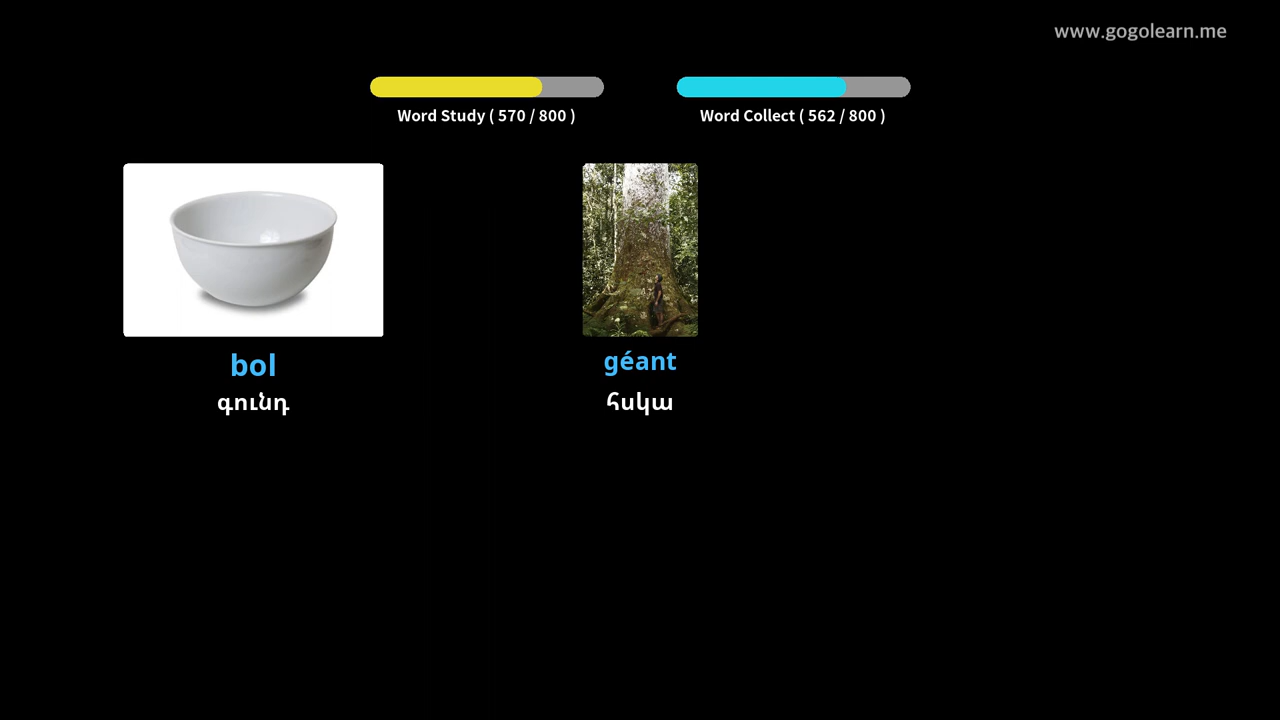 www.gogolearn.me
Word Study ( 570 / 800 )
Word Collect ( 562 / 800 )
bol
géant
գունդ
հսկա